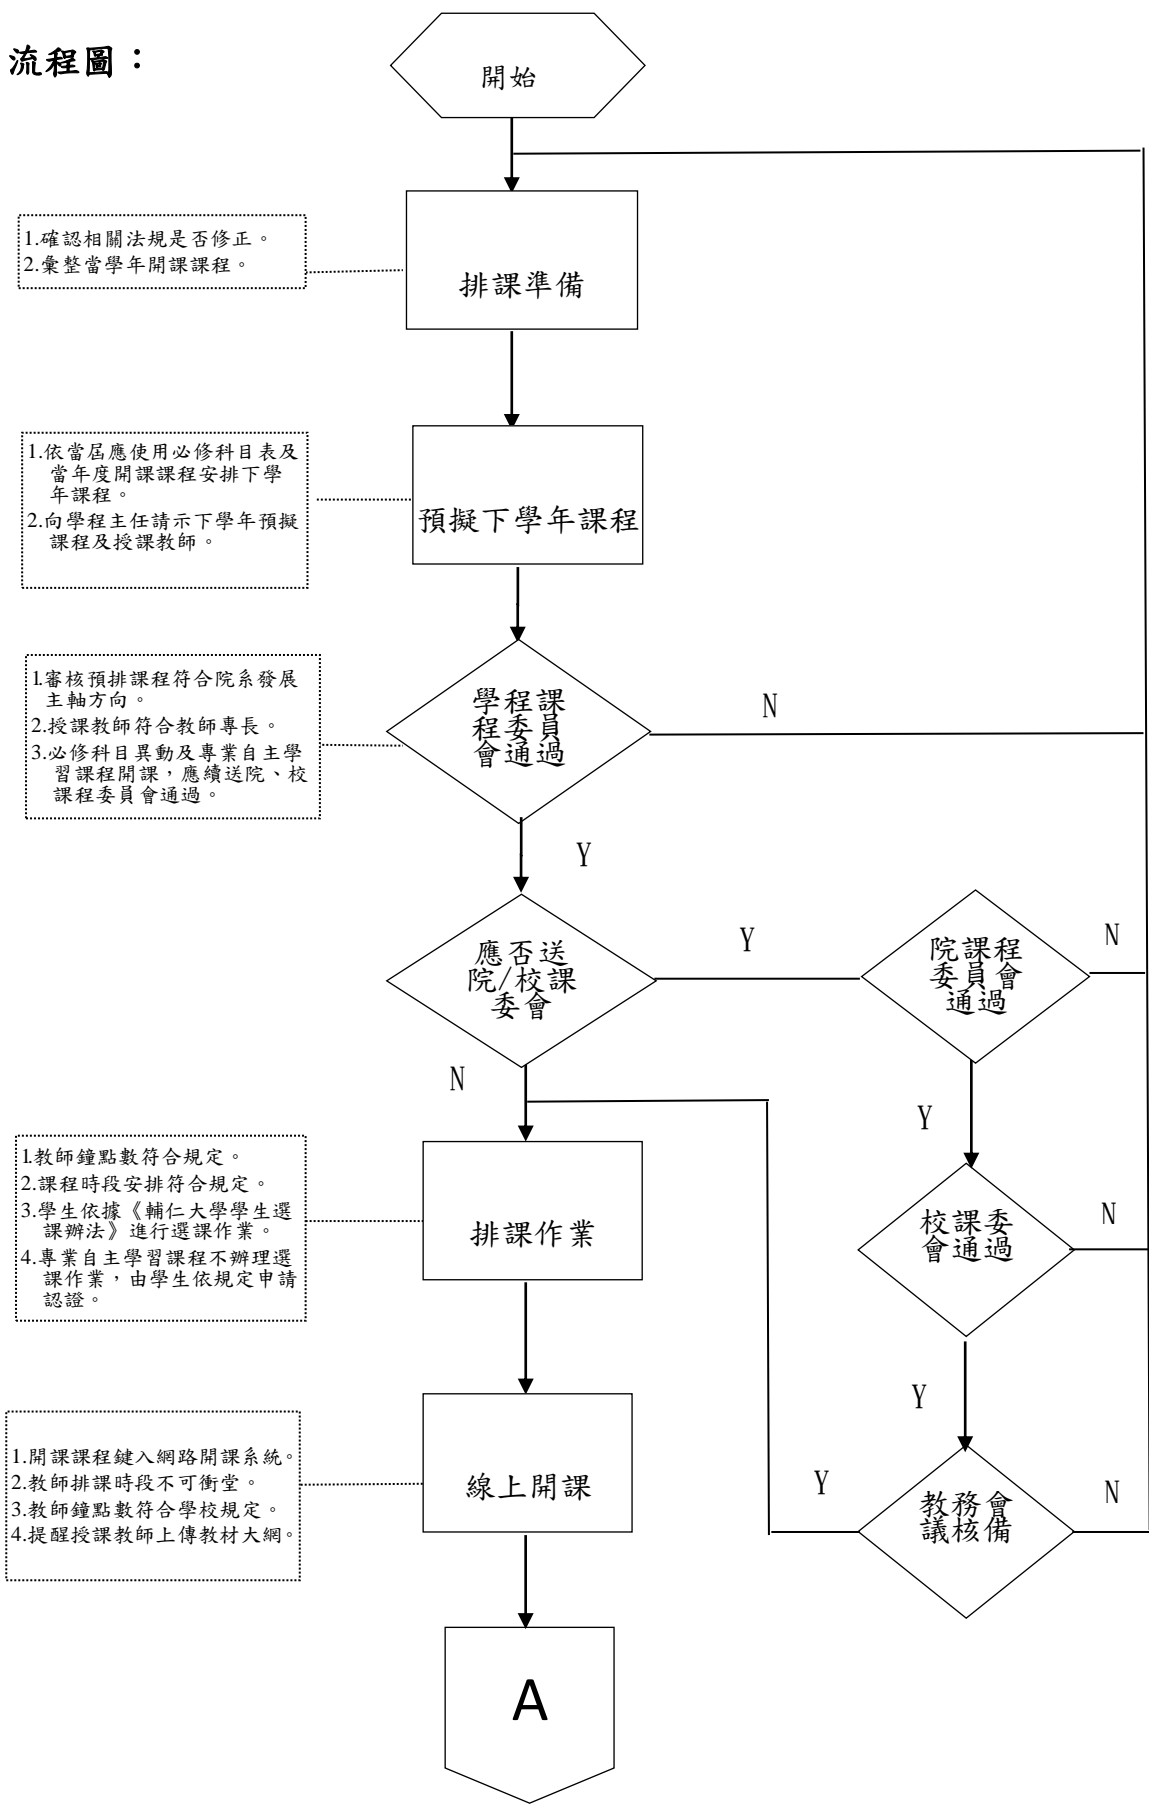 流程圖：
開始
1.確認相關法規是否修正。
2.彙整當學年開課課程。
排課準備
1.依當屆應使用必修科目表及
當年度開課課程安排下學
年課程。
2.向學程主任請示下學年預擬
課程及授課教師。
預擬下學年課程
1.審核預排課程符合院系發展
主軸方向。
2.授課教師符合教師專長。
3.必修科目異動及專業自主學
習課程開課，應續送院、校
課程委員會通過。
學程課
程委員
會通過
N
Y
應否送
院/校課
委會
Y
院課程
委員會
通過
N
N
Y
1.教師鐘點數符合規定。
2.課程時段安排符合規定。
3.學生依據《輔仁大學學生選
課辦法》進行選課作業。
4.專業自主學習課程不辦理選
課作業，由學生依規定申請
認證。
排課作業
校課委
會通過
N
Y
1.開課課程鍵入網路開課系統。
2.教師排課時段不可衝堂。
3.教師鐘點數符合學校規定。
4.提醒授課教師上傳教材大網。
線上開課
Y
教務會
議核備
N
A